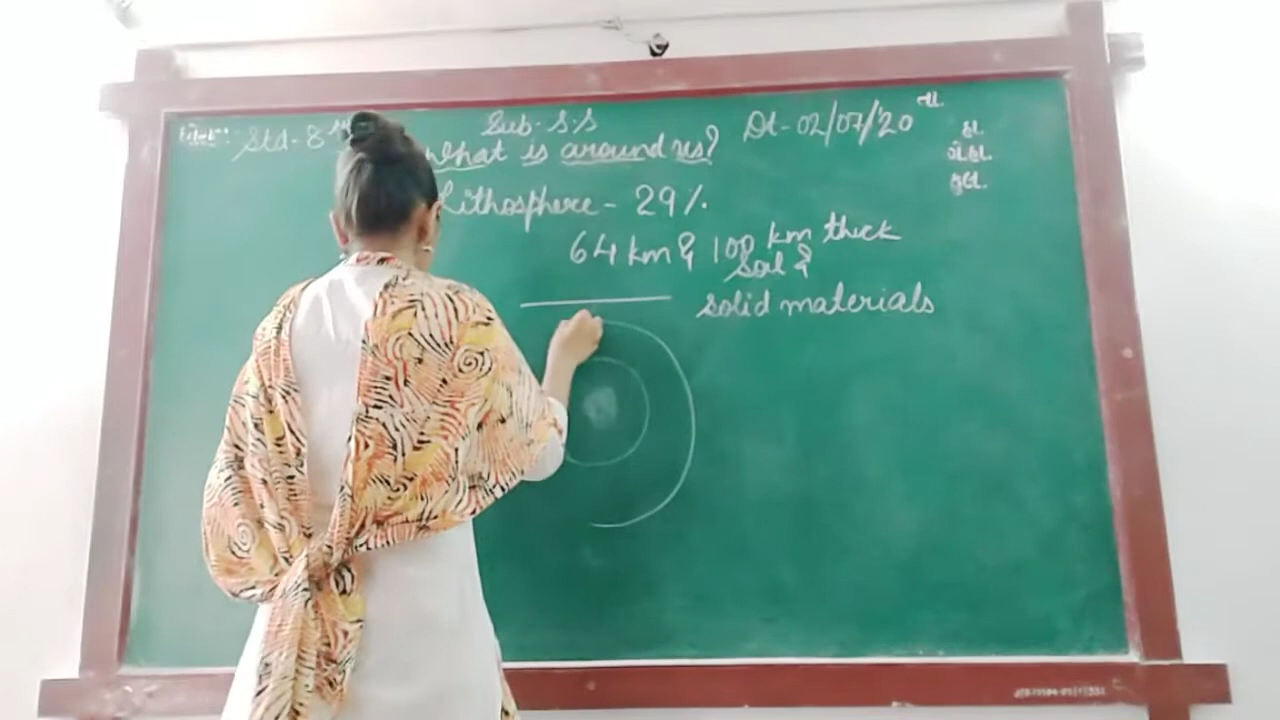 Std-8
Sub-S.S
Dt-02/07/'20
તા.
What is around us?
હા.
ગે.હા.
કુલ.
Lithosphere - 29%.
64 km & 100 km thick
Soil &
solid materials